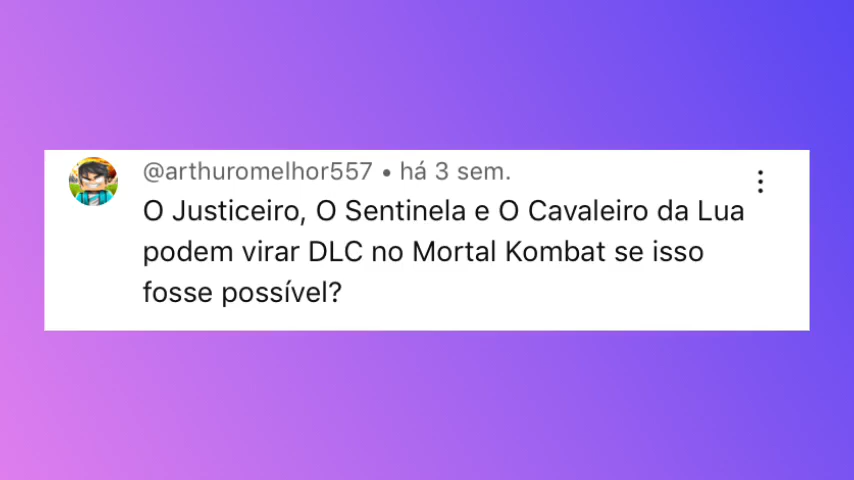 @arthuromelhor557 • há 3 sem.
O Justiceiro, O Sentinela e O Cavaleiro da Lua
podem virar DLC no Mortal Kombat se isso
fosse possível?